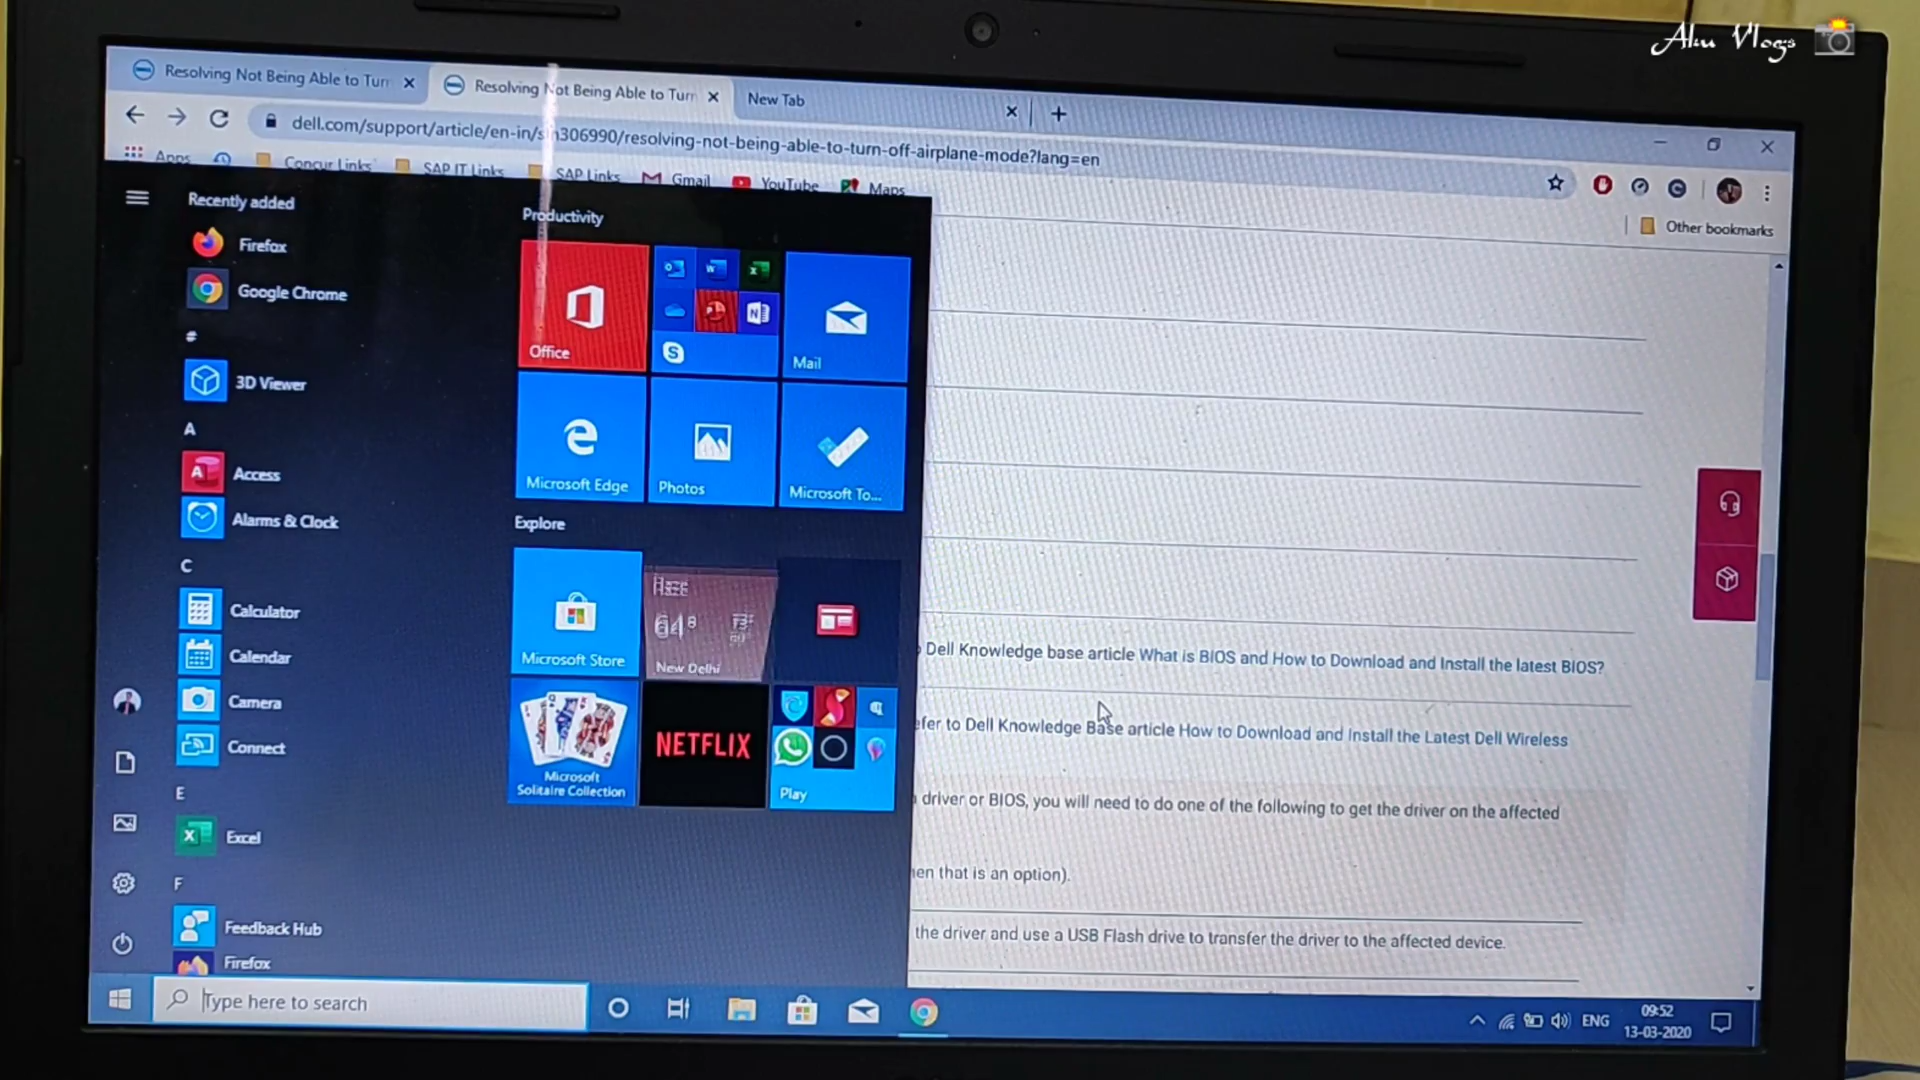 Alau Vlogs
Resolving Not Being Able to Turn
Resolving Not Being Able to Turn
New Tab
dell.com/support/article/en-in/sln306990/resolving-not-being-able-to-turn-off-airplane-mode?lang=en
Apps
Concur Links
SAP IT Links
SAP Links
Gmail
YouTube
Maps
Other bookmarks
Recently added
Firefox
Google Chrome
#
3D Viewer
A
Access
Alarms & Clock
C
Calculator
Calendar
Camera
Connect
E
Excel
F
Feedback Hub
Firefox
Productivity
Office
Mail
Microsoft Edge
Photos
Microsoft To...
Explore
Microsoft Store
Haze
64°
New Delhi
Microsoft
Solitaire Collection
NETFLIX
Play
Dell Knowledge base article What is BIOS and How to Download and Install the latest BIOS?
efer to Dell Knowledge Base article How to Download and Install the Latest Dell Wireless
driver or BIOS, you will need to do one of the following to get the driver on the affected
en that is an option).
the driver and use a USB Flash drive to transfer the driver to the affected device.
Type here to search
ENG
09:52
13-03-2020